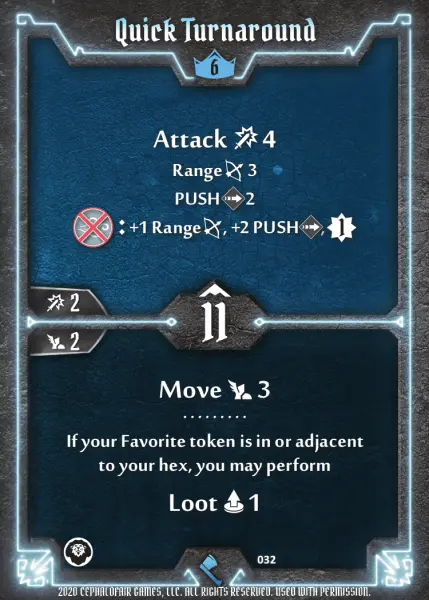 Quick Turnaround
6
Attack 4
Range 3
PUSH 2
: +1 Range, +2 PUSH, 1
2
11
2
Move 3
If your Favorite token is in or adjacent
to your hex, you may perform
Loot 1
032
2020 CEPHALOFAIR GAMES, LLC. ALL RIGHTS RESERVED. USED WITH PERMISSION.